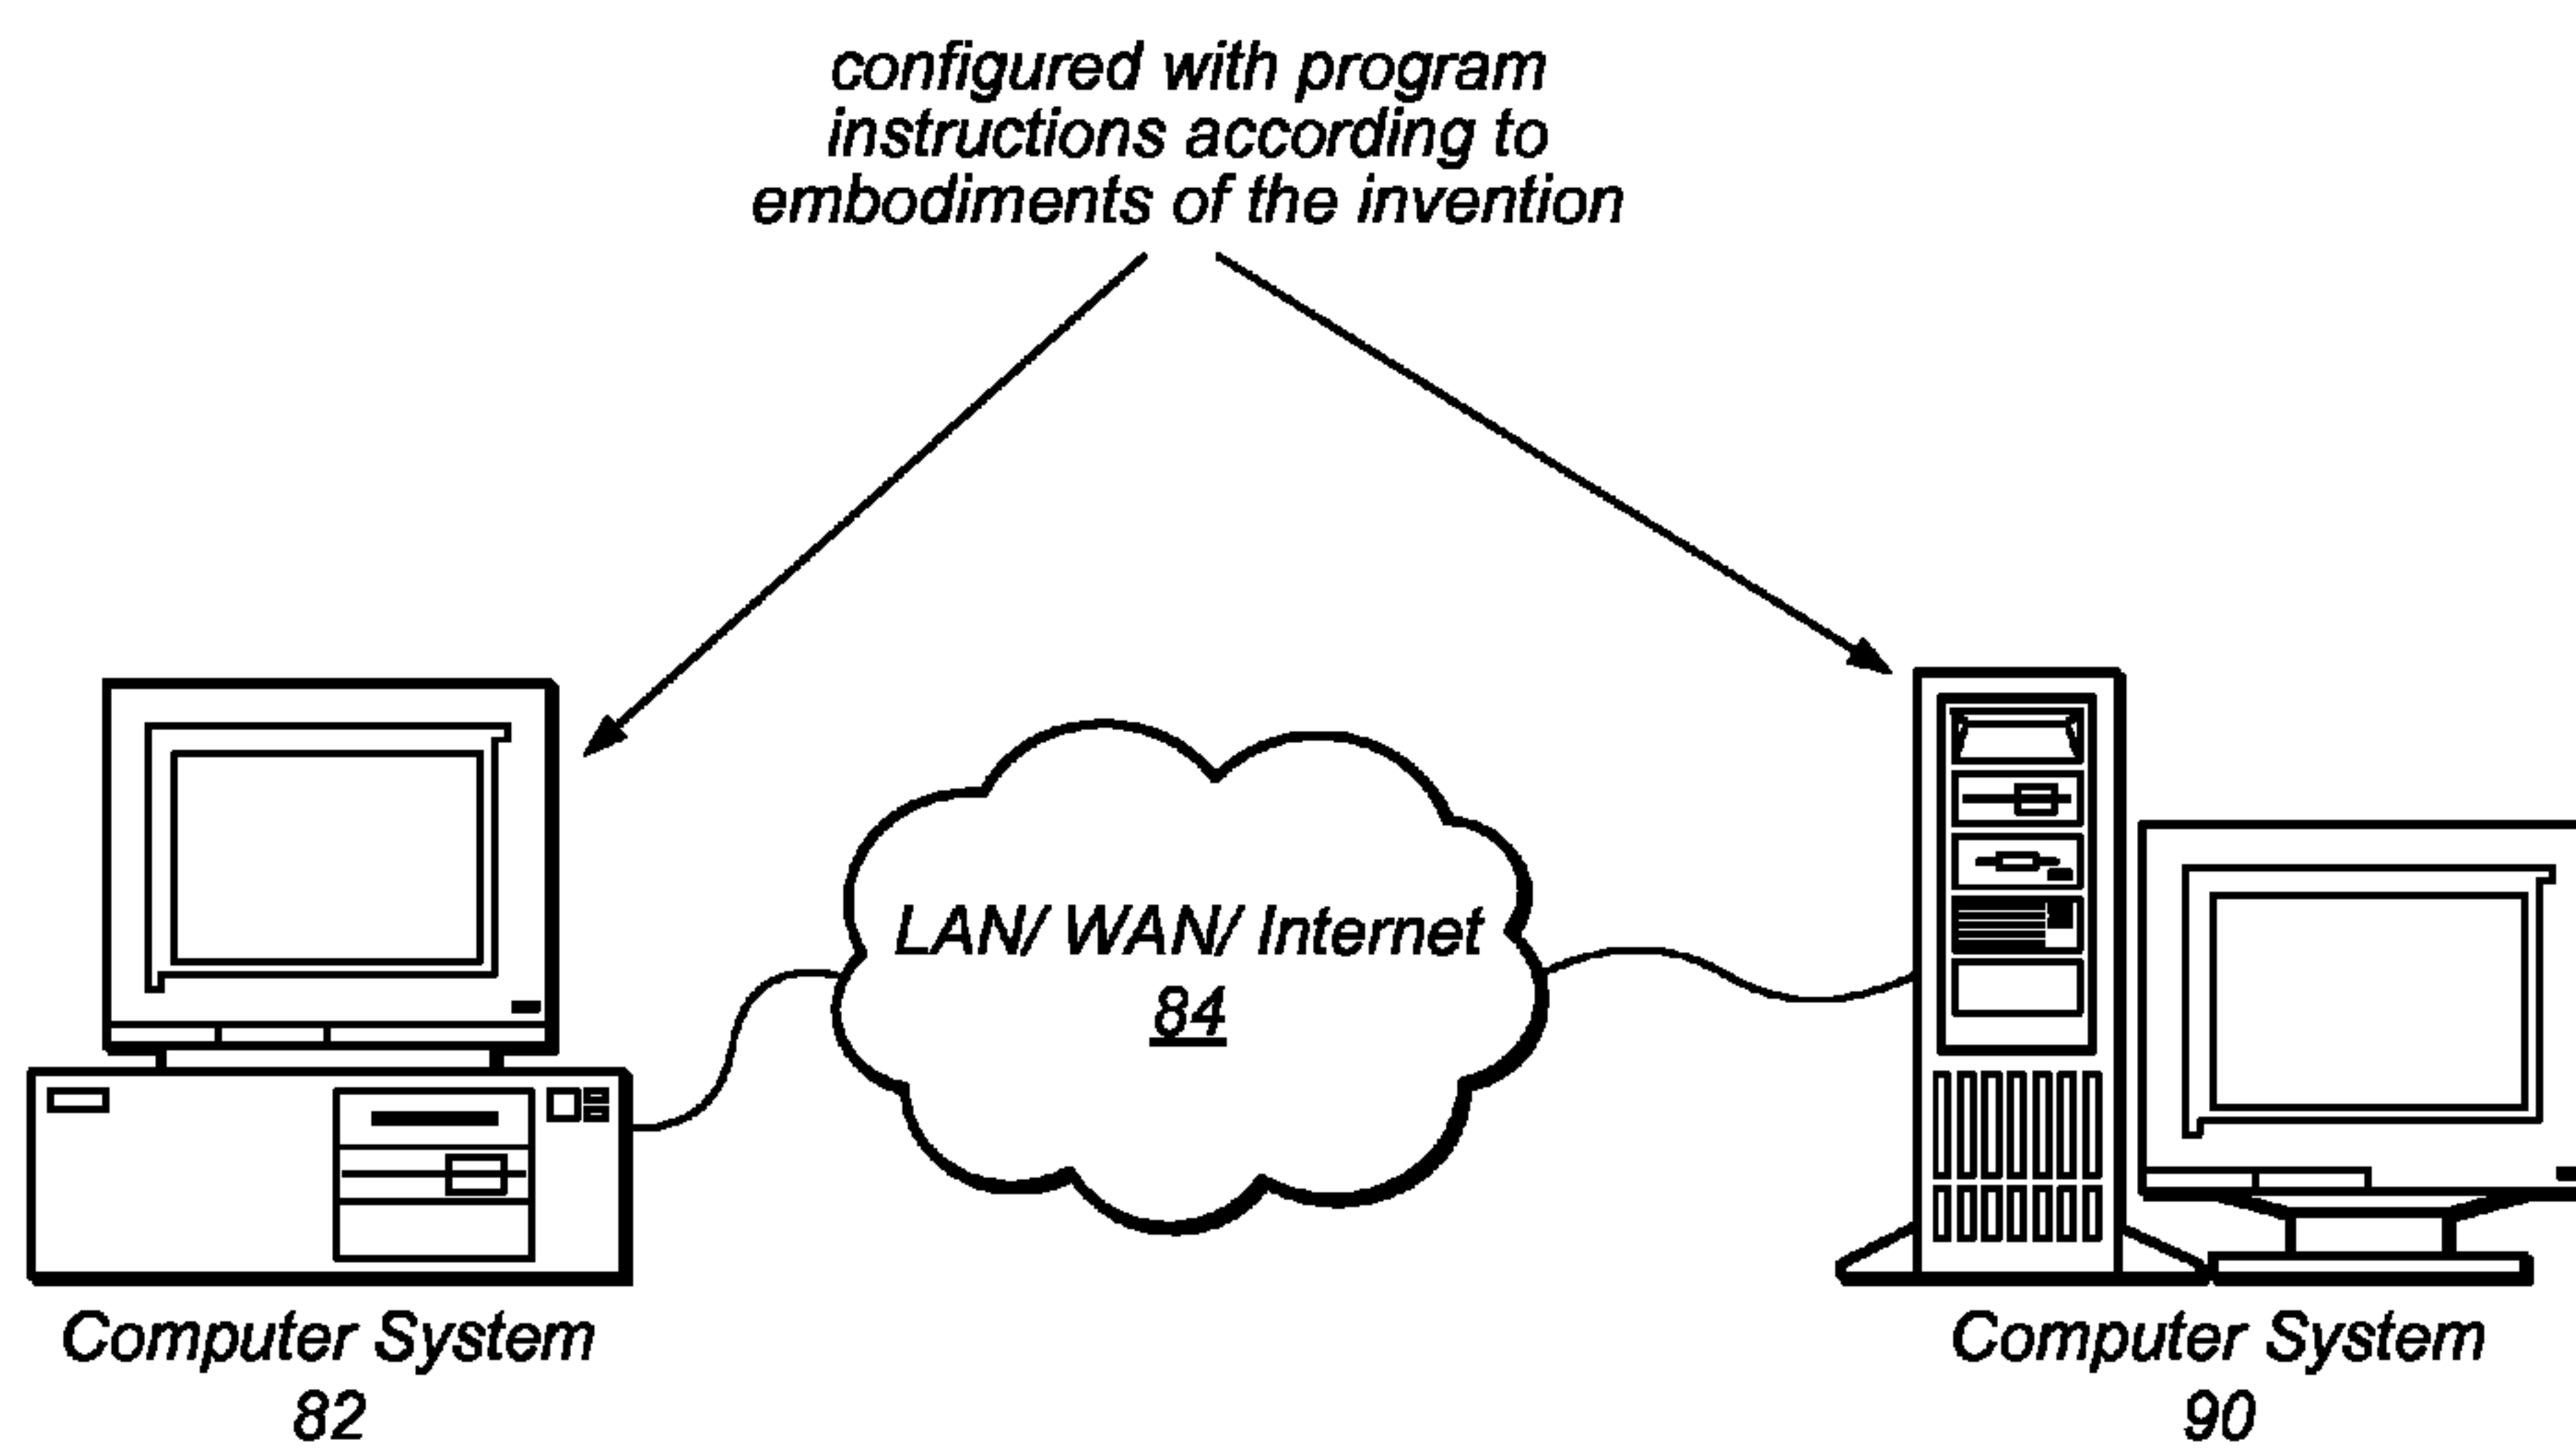 configured with program
instructions according to
embodiments of the invention
LAN/ WAN/ Internet
84
Computer System
82
Computer System
90